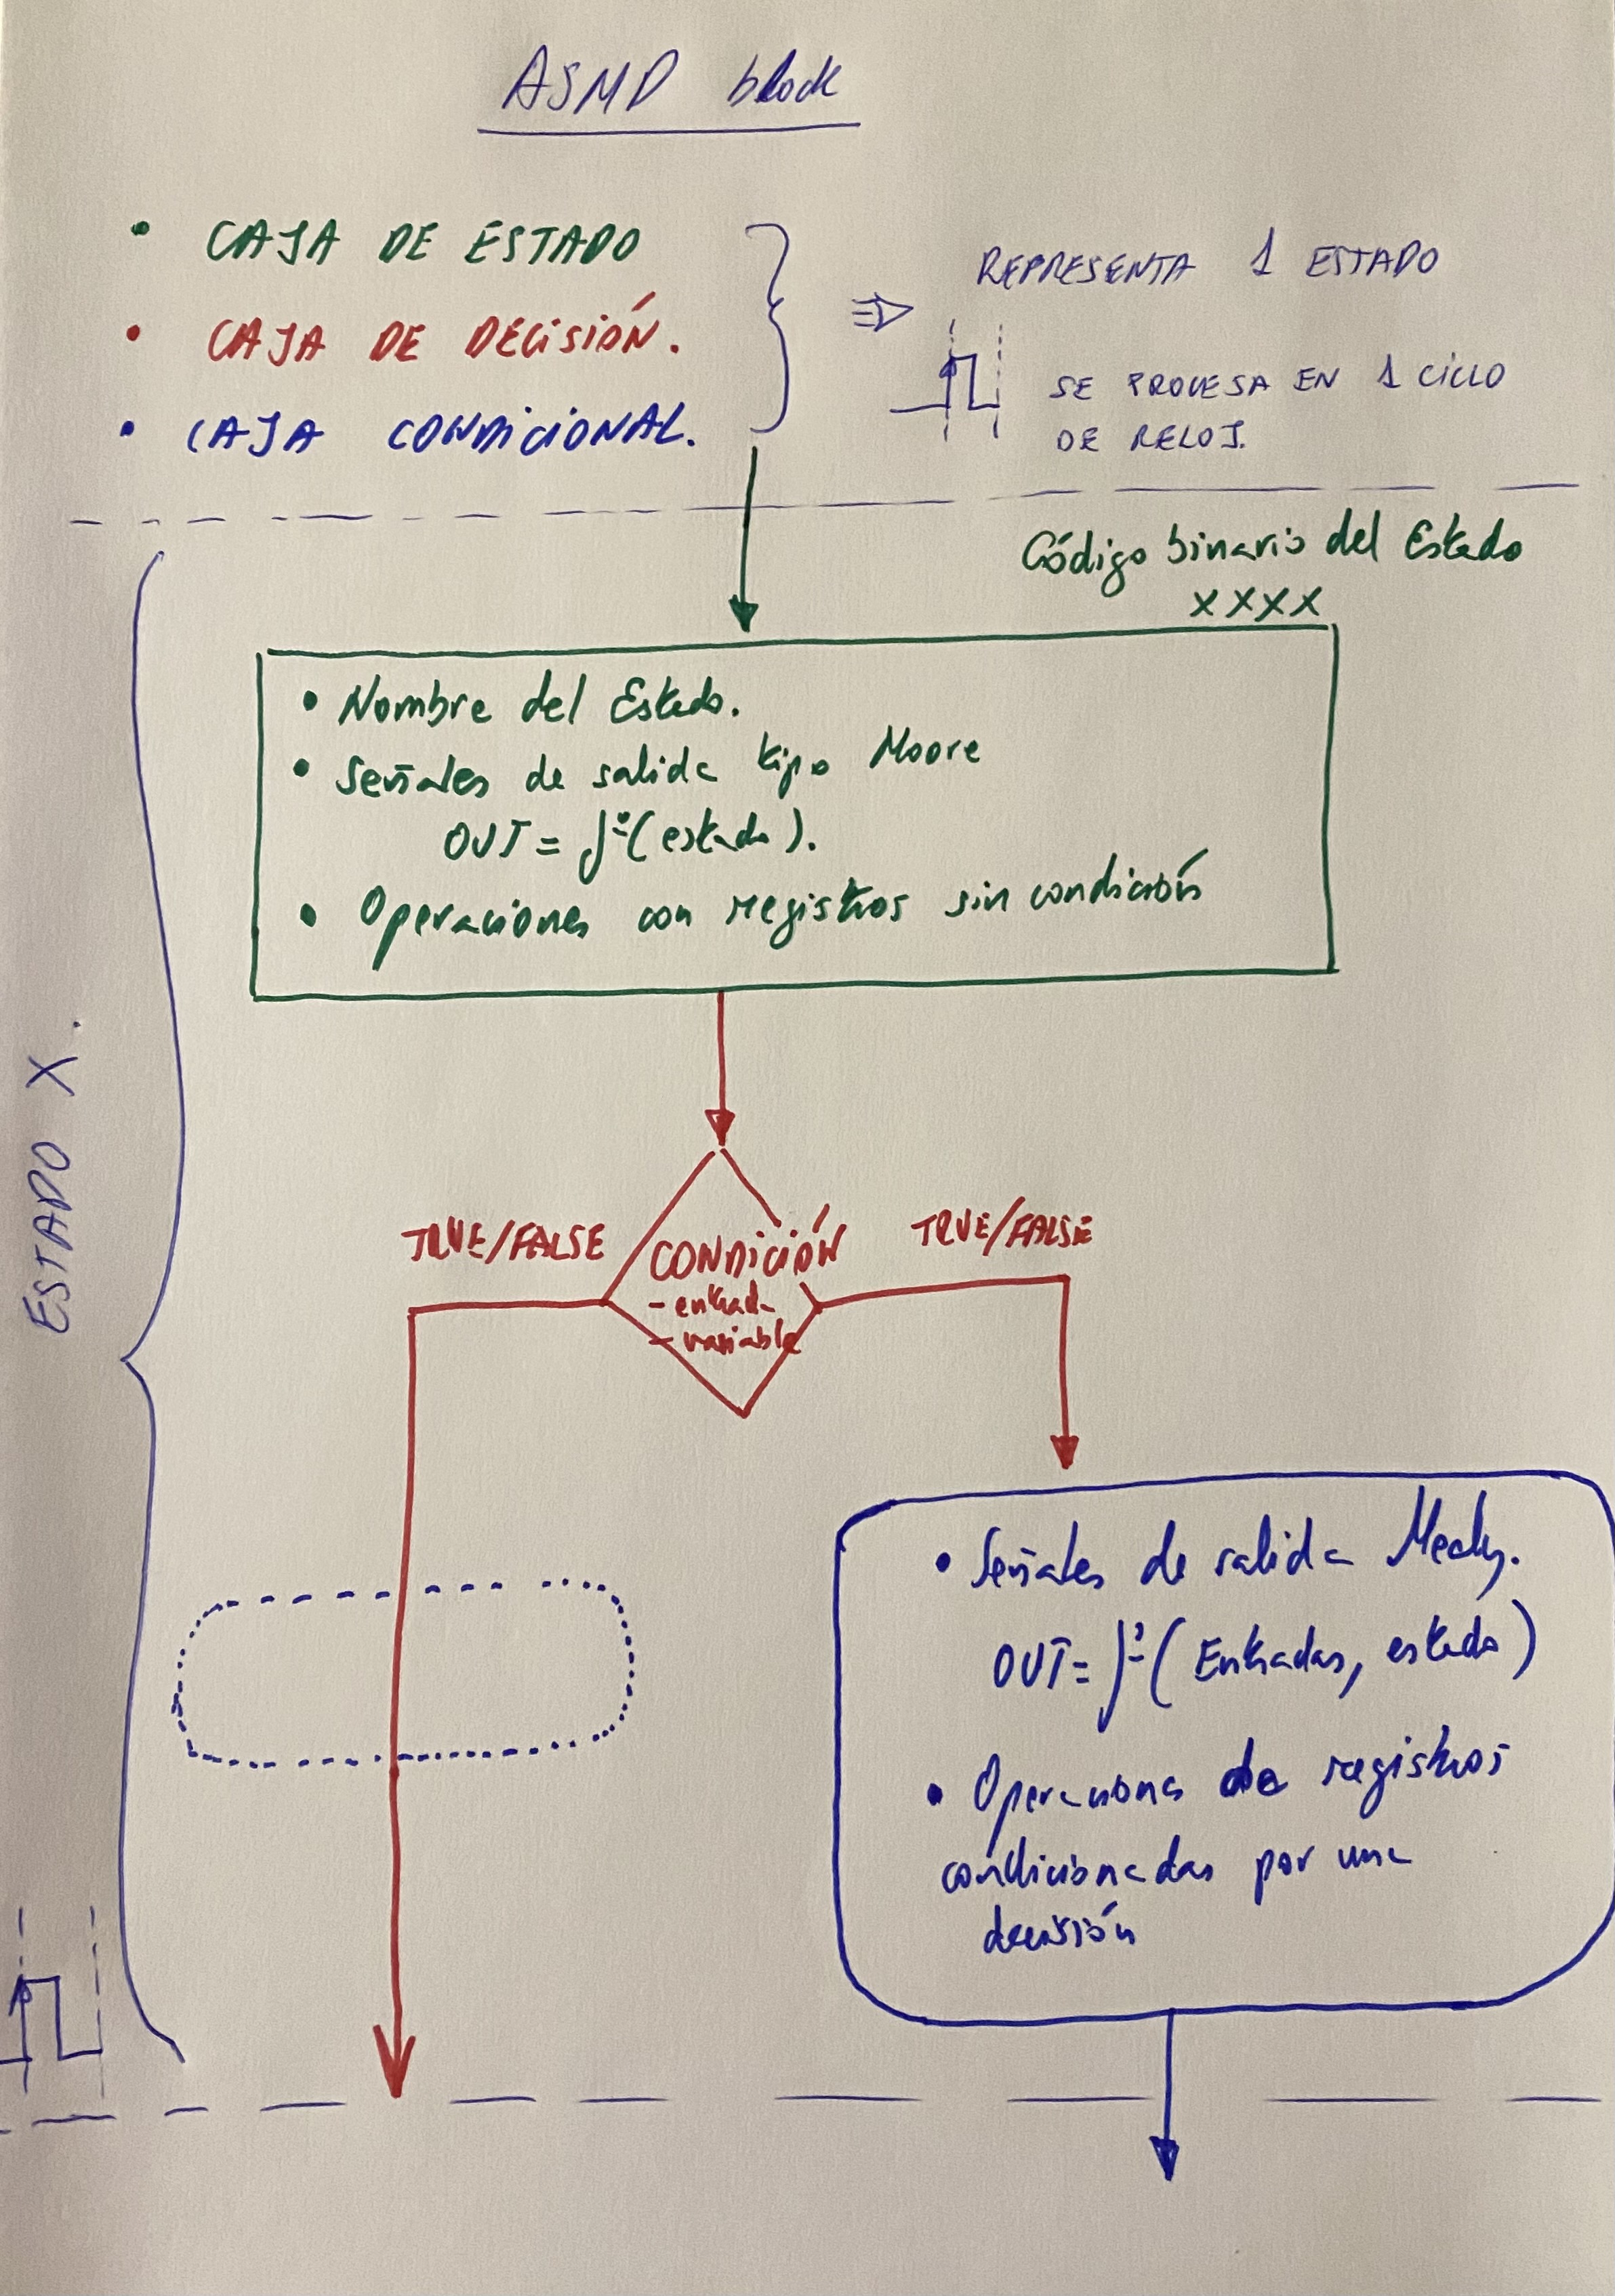 ASMD block
• CAJA DE ESTADO
• CAJA DE DECISIÓN.
• CAJA CONDICIONAL.
⇒ REPRESENTA 1 ESTADO
SE PROCESA EN 1 CICLO
DE RELOJ.
Código binario del Estado
XXXX
• Nombre del Estado.
• Señales de salida tipo Moore
OUT = f(estado).
• Operaciones con registros sin condición
ESTADO X.
TRUE/FALSE
CONDICIÓN
- entrada
- variable
TRUE/FALSE
• Señales de salida Mealy.
OUT = f(Entradas, estado)
• Operaciones de registros
condicionadas por una
decisión